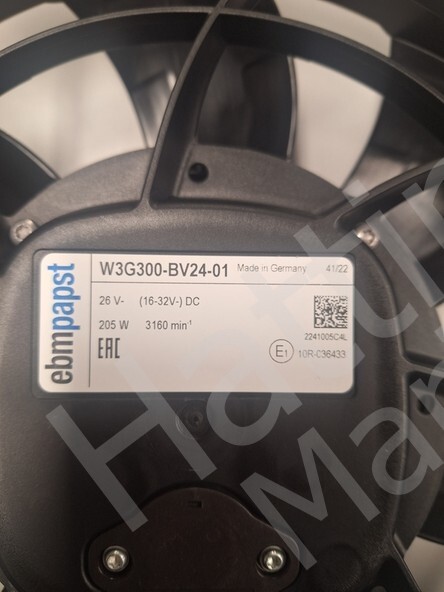 ebmpapst
W3G300-BV24-01 Made in Germany 41/22
26 V- (16-32V-) DC
205 W 3160 min⁻¹
2241005C4L
EAC E1 10R-036433